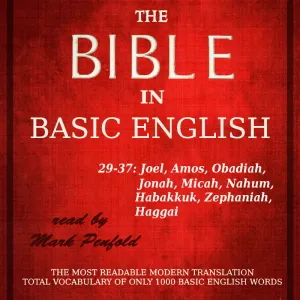 THE
BIBLE
IN
BASIC ENGLISH
29-37: Joel, Amos, Obadiah,
Jonah, Micah, Nahum,
Habakkuk, Zephaniah,
Haggai
read by
Mark Penfold
THE MOST READABLE MODERN TRANSLATION
TOTAL VOCABULARY OF ONLY 1000 BASIC ENGLISH WORDS